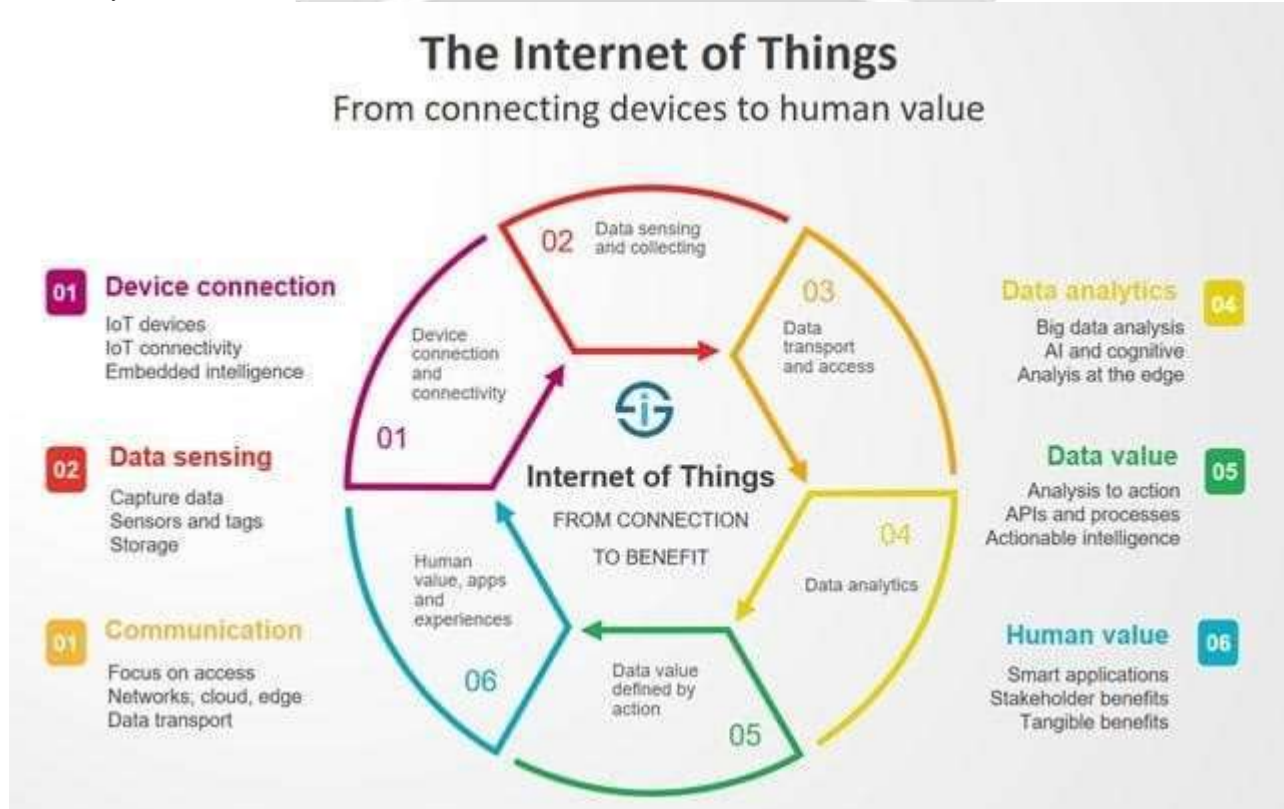 The Internet of Things
From connecting devices to human value
01
Device connection
IoT devices
IoT connectivity
Embedded intelligence
02
Data sensing
Capture data
Sensors and tags
Storage
01
Communication
Focus on access
Networks, cloud, edge
Data transport
Device
connection
and
connectivity
01
02
Data sensing
and collecting
03
Data
transport
and access
04
Data analytics
Data value
defined by
action
05
Human
value, apps
and
experiences
06
Internet of Things
FROM CONNECTION
TO BENEFIT
Data analytics
04
Big data analysis
AI and cognitive
Analyis at the edge
Data value
05
Analysis to action
APIs and processes
Actionable intelligence
Human value
06
Smart applications
Stakeholder benefits
Tangible benefits